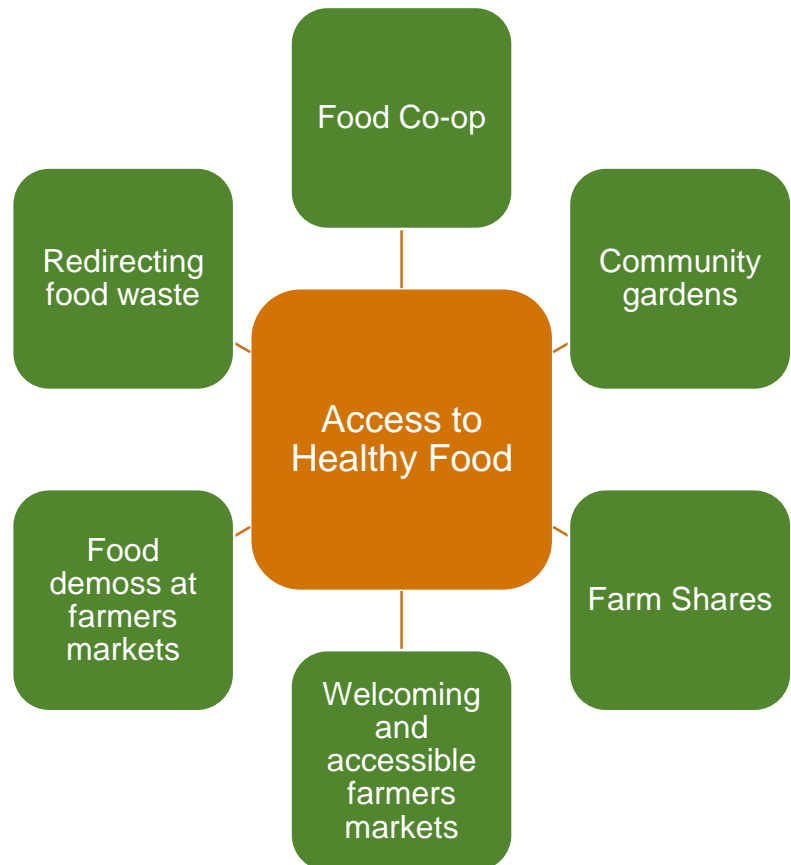 Food Co-op
Community
gardens
Farm Shares
Welcoming
and
accessible
farmers
markets
Food
demoss at
farmers
markets
Redirecting
food waste
Access to
Healthy Food